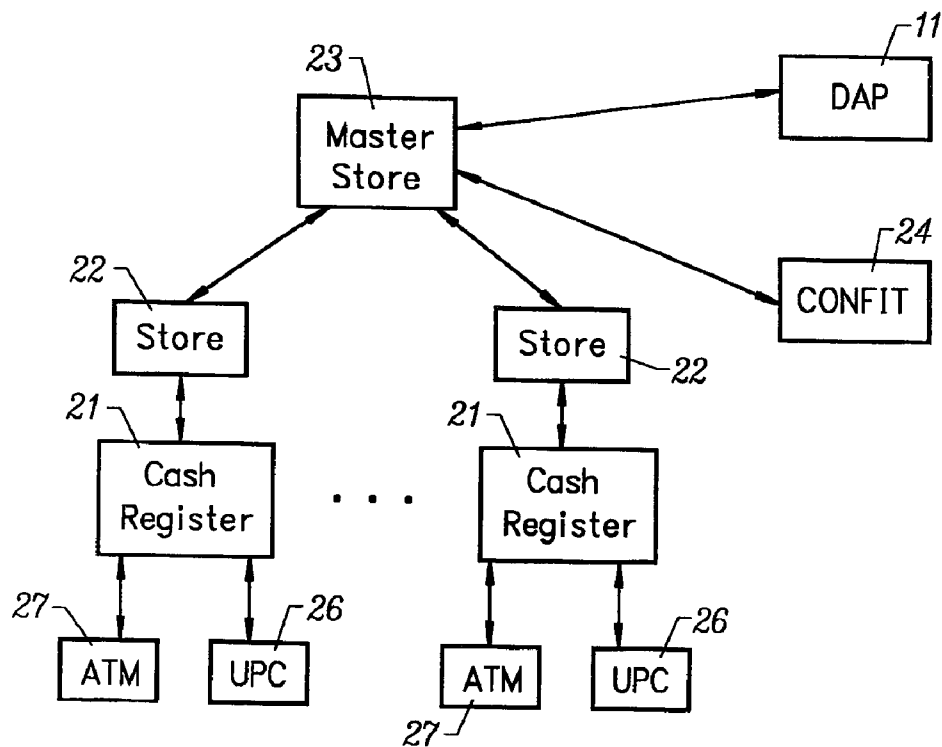 11
23
DAP
Master
Store
24
22
CONFIT
Store
Store
22
21
21
Cash
Register
. . .
Cash
Register
27
26
26
ATM
UPC
ATM
UPC
27